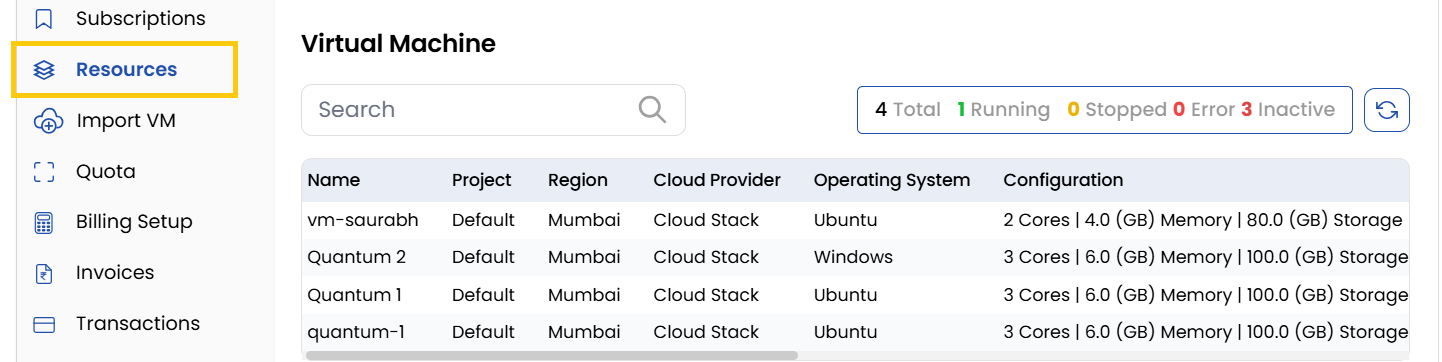 Subscriptions
Resources
Import VM
Quota
Billing Setup
Invoices
Transactions
Virtual Machine
Search
4 Total 1 Running 0 Stopped 0 Error 3 Inactive
Name Project Region Cloud Provider Operating System Configuration
vm-saurabh Default Mumbai Cloud Stack Ubuntu 2 Cores | 4.0 (GB) Memory | 80.0 (GB) Storage
Quantum 2 Default Mumbai Cloud Stack Windows 3 Cores | 6.0 (GB) Memory | 100.0 (GB) Storage
Quantum 1 Default Mumbai Cloud Stack Ubuntu 3 Cores | 6.0 (GB) Memory | 100.0 (GB) Storage
quantum-1 Default Mumbai Cloud Stack Ubuntu 3 Cores | 6.0 (GB) Memory | 100.0 (GB) Storage